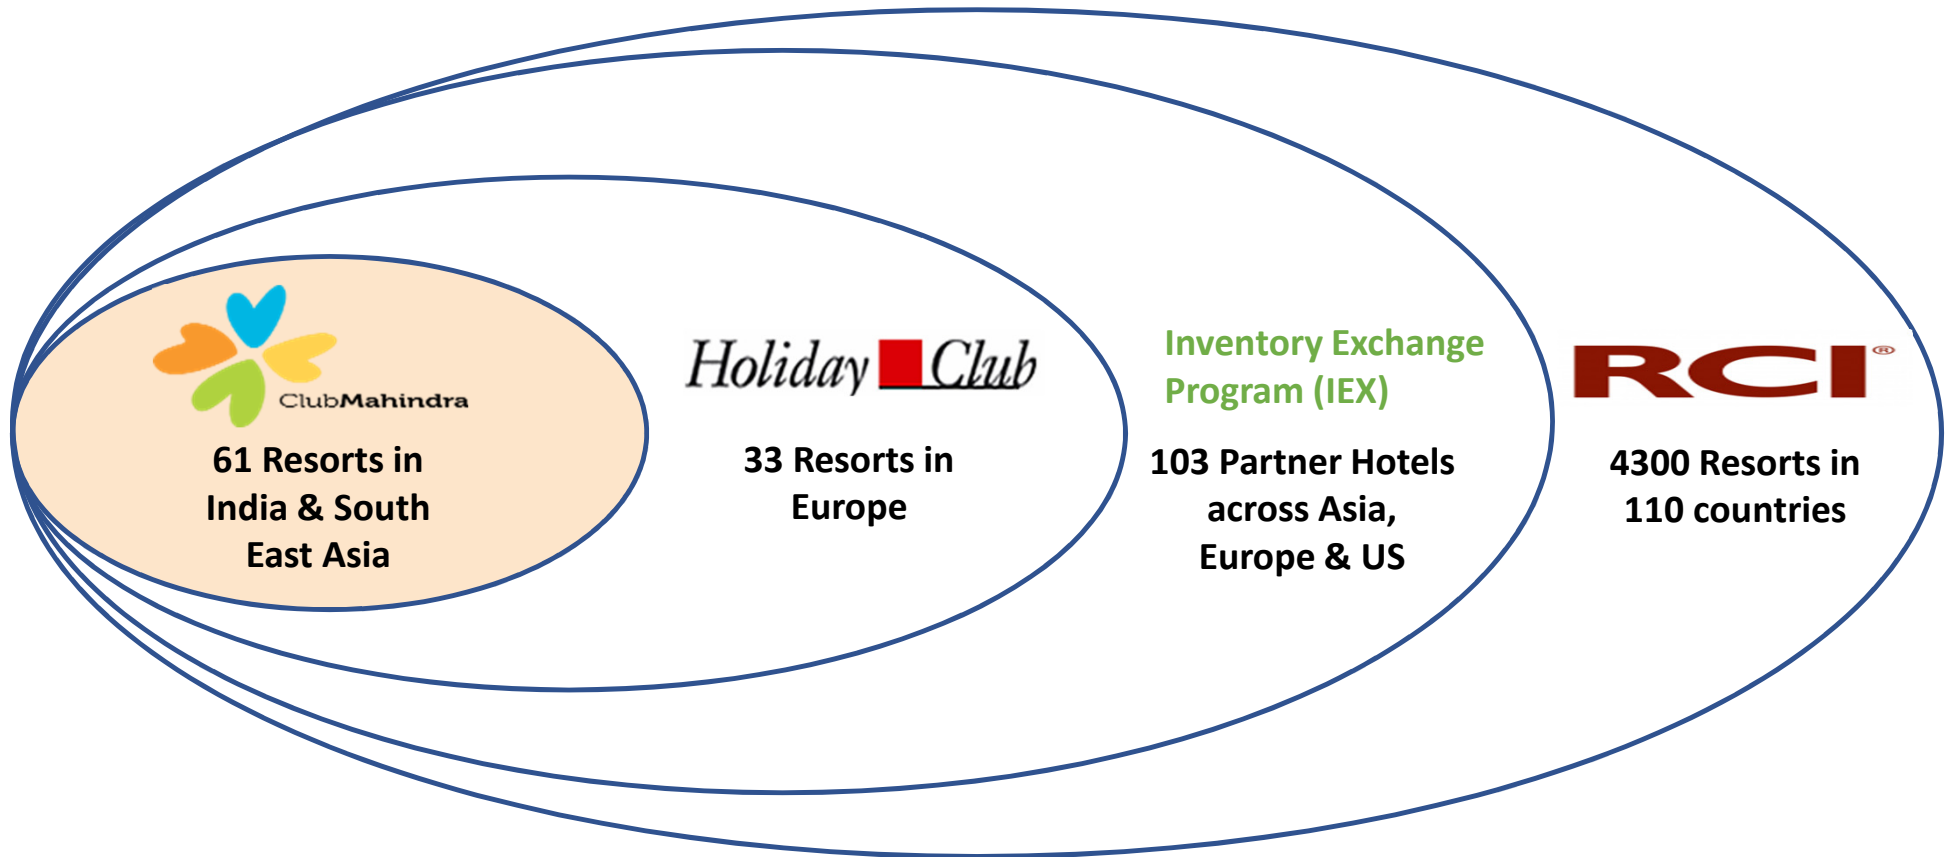 ClubMahindra
61 Resorts in
India & South
East Asia
Holiday Club
33 Resorts in
Europe
Inventory Exchange
Program (IEX)
103 Partner Hotels
across Asia,
Europe & US
RCI®
4300 Resorts in
110 countries